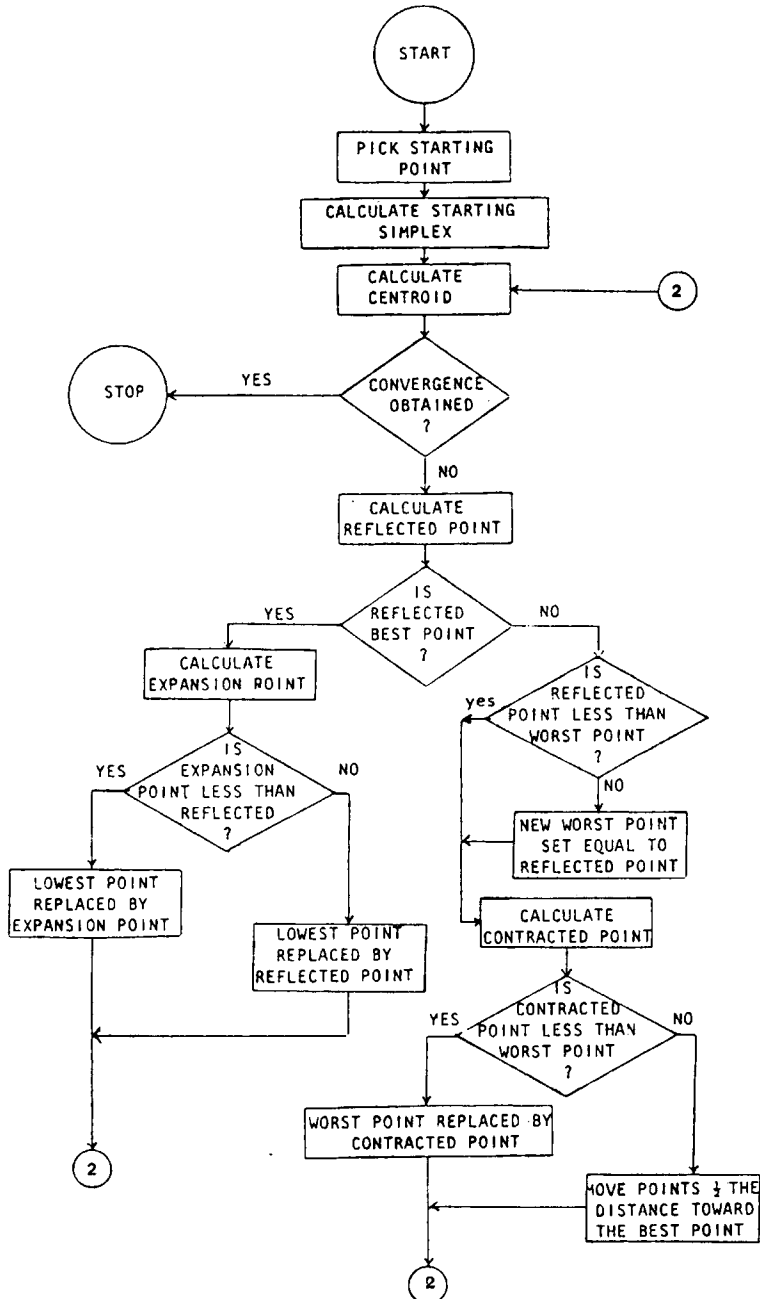 START
PICK STARTING
POINT
CALCULATE STARTING
SIMPLEX
CALCULATE
CENTROID
2
STOP
YES
CONVERGENCE
OBTAINED
?
NO
CALCULATE
REFLECTED POINT
YES
IS
REFLECTED
BEST POINT
?
NO
CALCULATE
EXPANSION ROINT
yes
IS
REFLECTED
POINT LESS THAN
WORST POINT
?
NO
YES
IS
EXPANSION
POINT LESS THAN
REFLECTED
?
NO
NEW WORST POINT
SET EQUAL TO
REFLECTED POINT
LOWEST POINT
REPLACED BY
EXPANSION POINT
LOWEST POINT
REPLACED BY
REFLECTED POINT
CALCULATE
CONTRACTED POINT
YES
IS
CONTRACTED
POINT LESS THAN
WORST POINT
?
NO
WORST POINT REPLACED BY
CONTRACTED POINT
2
MOVE POINTS ½ THE
DISTANCE TOWARD
THE BEST POINT
2